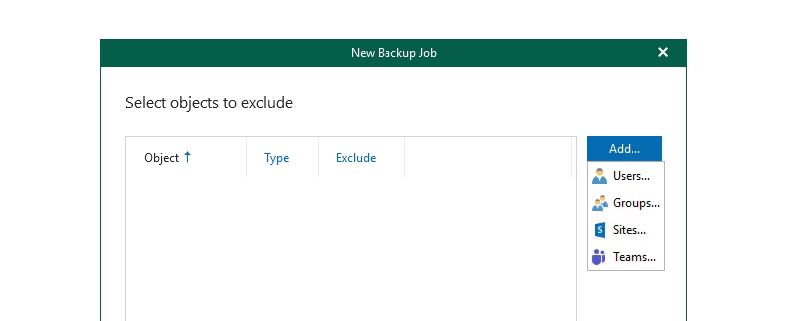 New Backup Job
Select objects to exclude
Object Type Exclude
Add...
Users...
Groups...
Sites...
Teams...